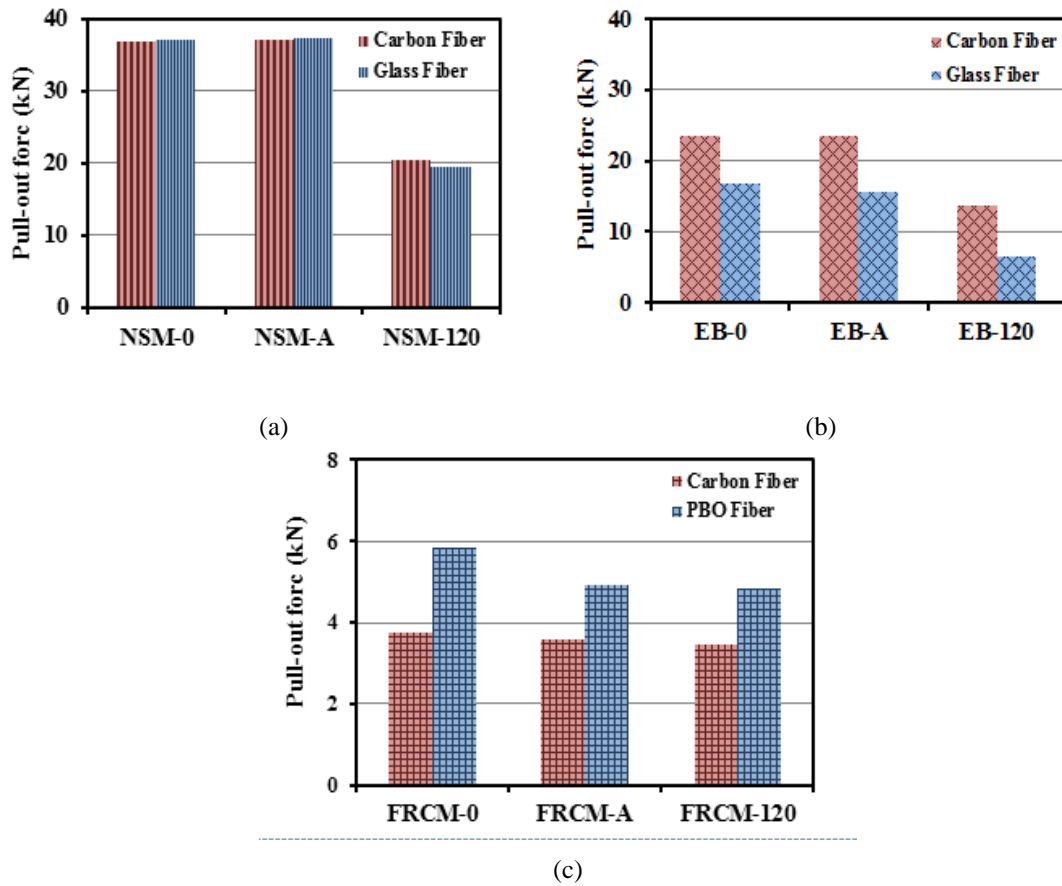 Pull-out forc (kN)
40
30
20
10
0
Carbon Fiber
Glass Fiber
NSM-0 NSM-A NSM-120
(a)
Pull-out forc (kN)
40
30
20
10
0
Carbon Fiber
Glass Fiber
EB-0 EB-A EB-120
(b)
Pull-out forc (kN)
8
6
4
2
0
Carbon Fiber
PBO Fiber
FRCM-0 FRCM-A FRCM-120
(c)